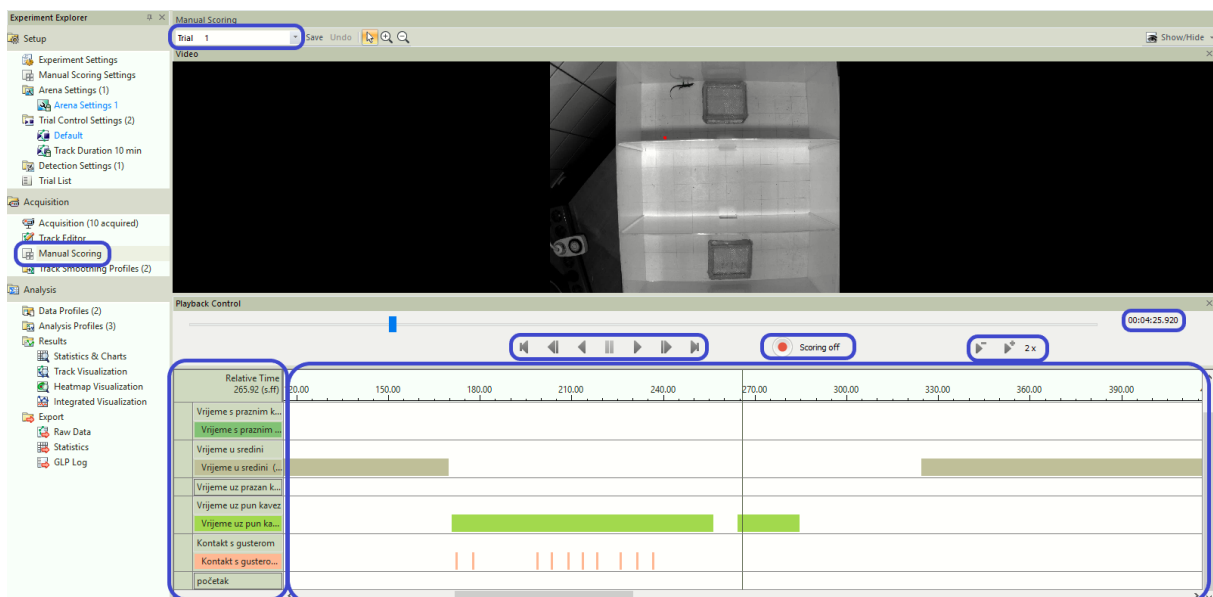 Experiment Explorer
Setup
Experiment Settings
Manual Scoring Settings
Arena Settings (1)
Arena Settings 1
Trial Control Settings (2)
Default
Track Duration 10 min
Detection Settings (1)
Trial List
Acquisition
Acquisition (10 acquired)
Track Editor
Manual Scoring
Track Smoothing Profiles (2)
Analysis
Data Profiles (2)
Analysis Profiles (3)
Results
Statistics & Charts
Track Visualization
Heatmap Visualization
Integrated Visualization
Export
Raw Data
Statistics
GLP Log
Manual Scoring
Trial 1 Save Undo Show/Hide
Video
Playback Control
00:04:25.920
Scoring off 2 x
Relative Time
265.92 (s.ff)
120.00 150.00 180.00 210.00 240.00 270.00 300.00 330.00 360.00 390.00
Vrijeme s praznim k...
Vrijeme s praznim ...
Vrijeme u sredini
Vrijeme u sredini (...
Vrijeme uz prazan k...
Vrijeme uz pun kavez
Vrijeme uz pun ka...
Kontakt s gusterom
Kontakt s gustero...
početak